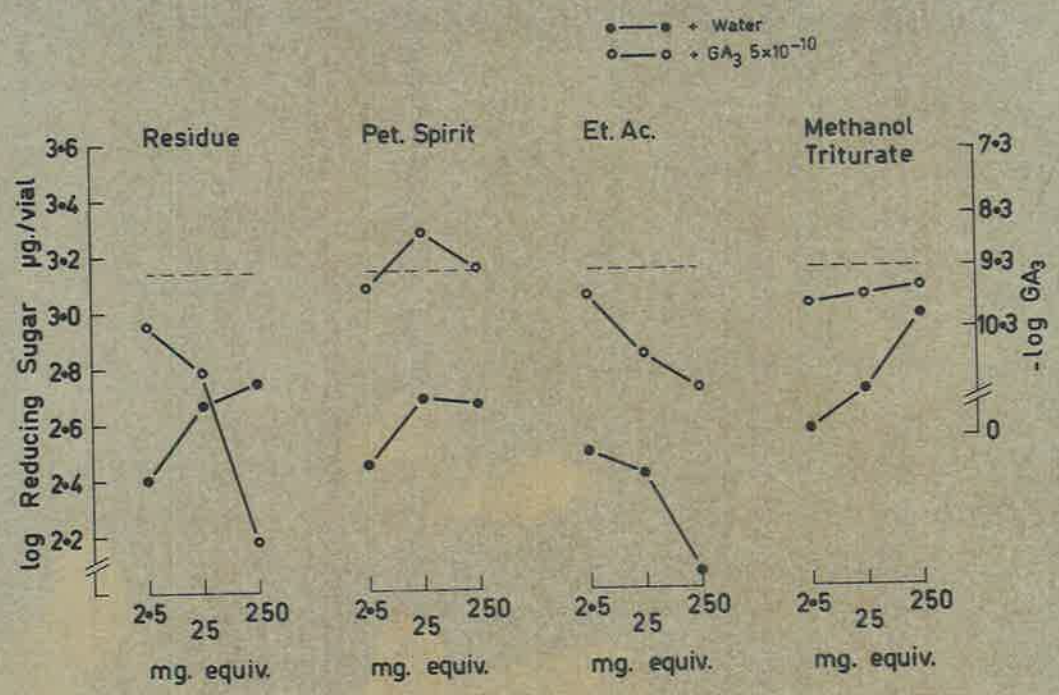 + Water
+ GA3 5×10-10
Residue
Pet. Spirit
Et. Ac.
Methanol
Triturate
log Reducing Sugar µg./vial
3·6
3·4
3·2
3·0
2·8
2·6
2·4
2·2
7·3
8·3
9·3
10·3
0
-log GA3
2·5
25
250
mg. equiv.
2·5
25
250
mg. equiv.
2·5
25
250
mg. equiv.
2·5
25
250
mg. equiv.